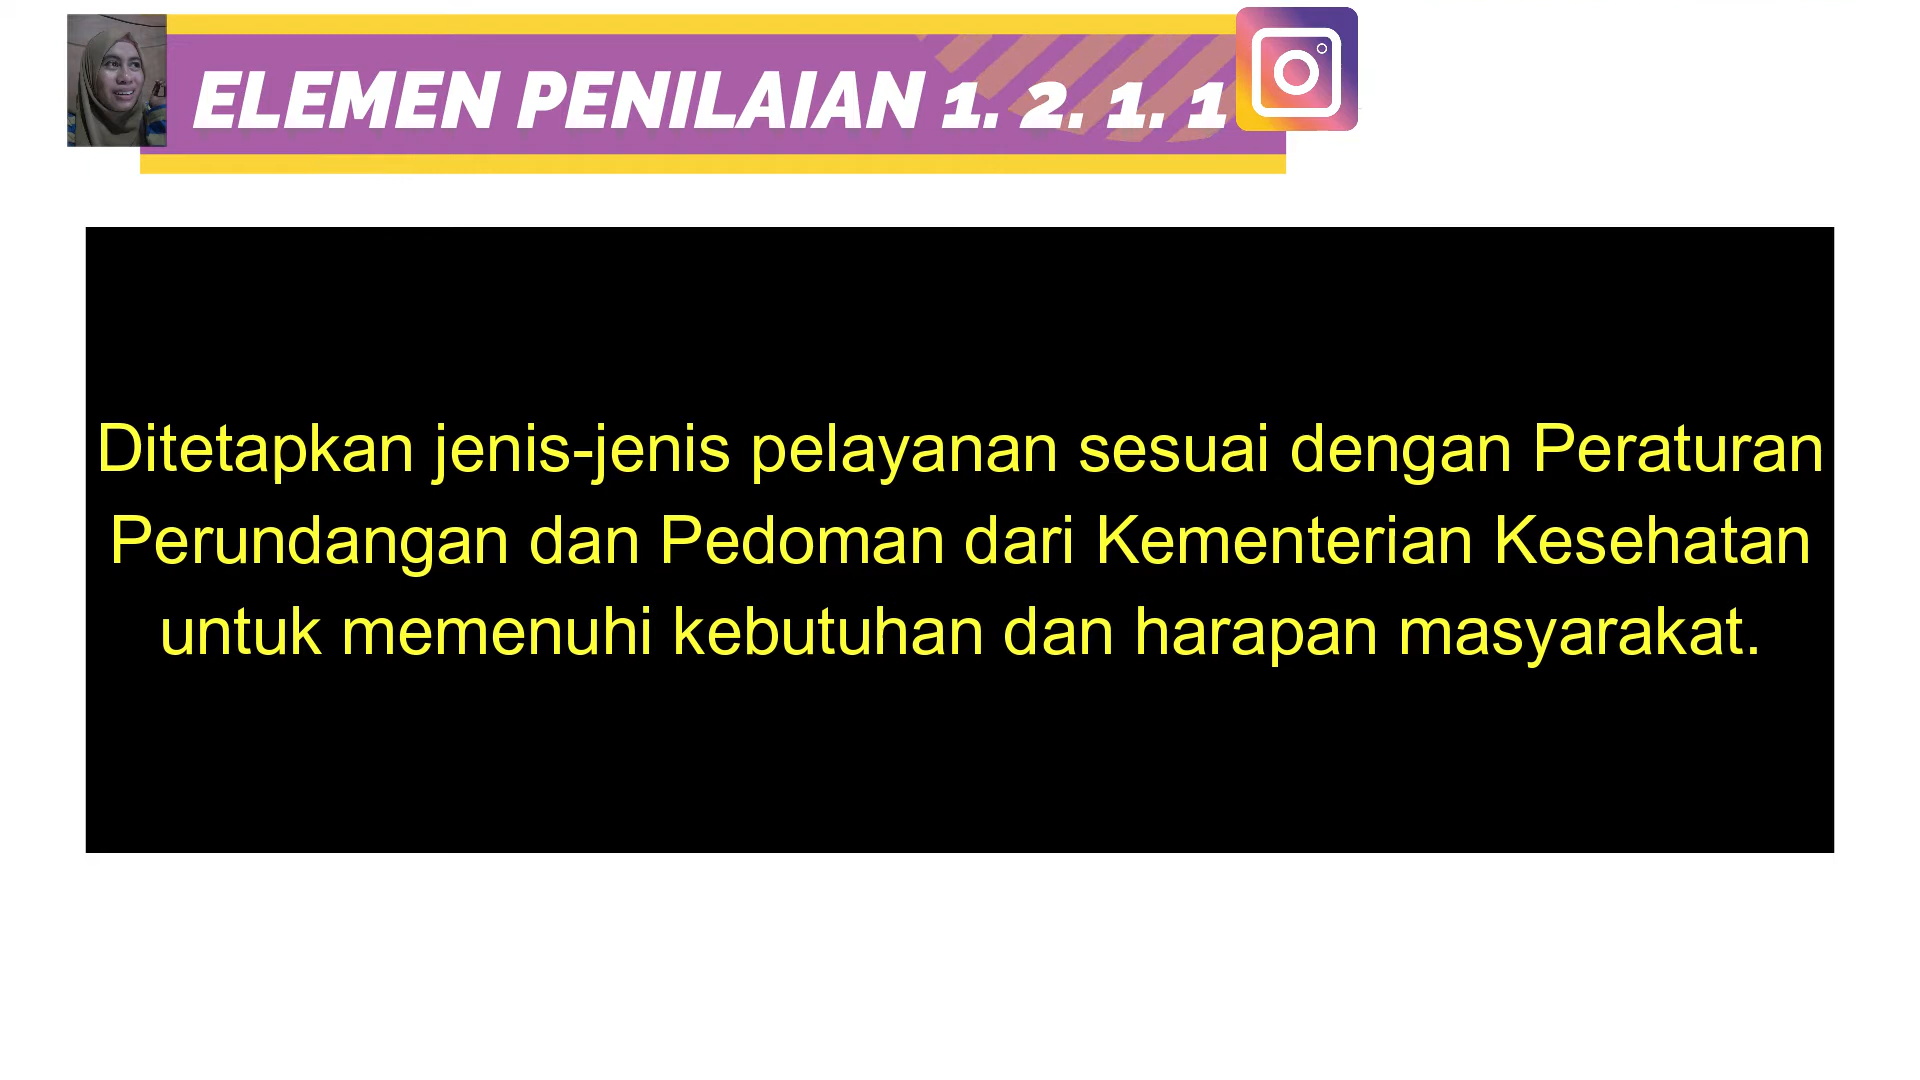 ELEMEN PENILAIAN 1. 2. 1. 1
Ditetapkan jenis-jenis pelayanan sesuai dengan Peraturan
Perundangan dan Pedoman dari Kementerian Kesehatan
untuk memenuhi kebutuhan dan harapan masyarakat.